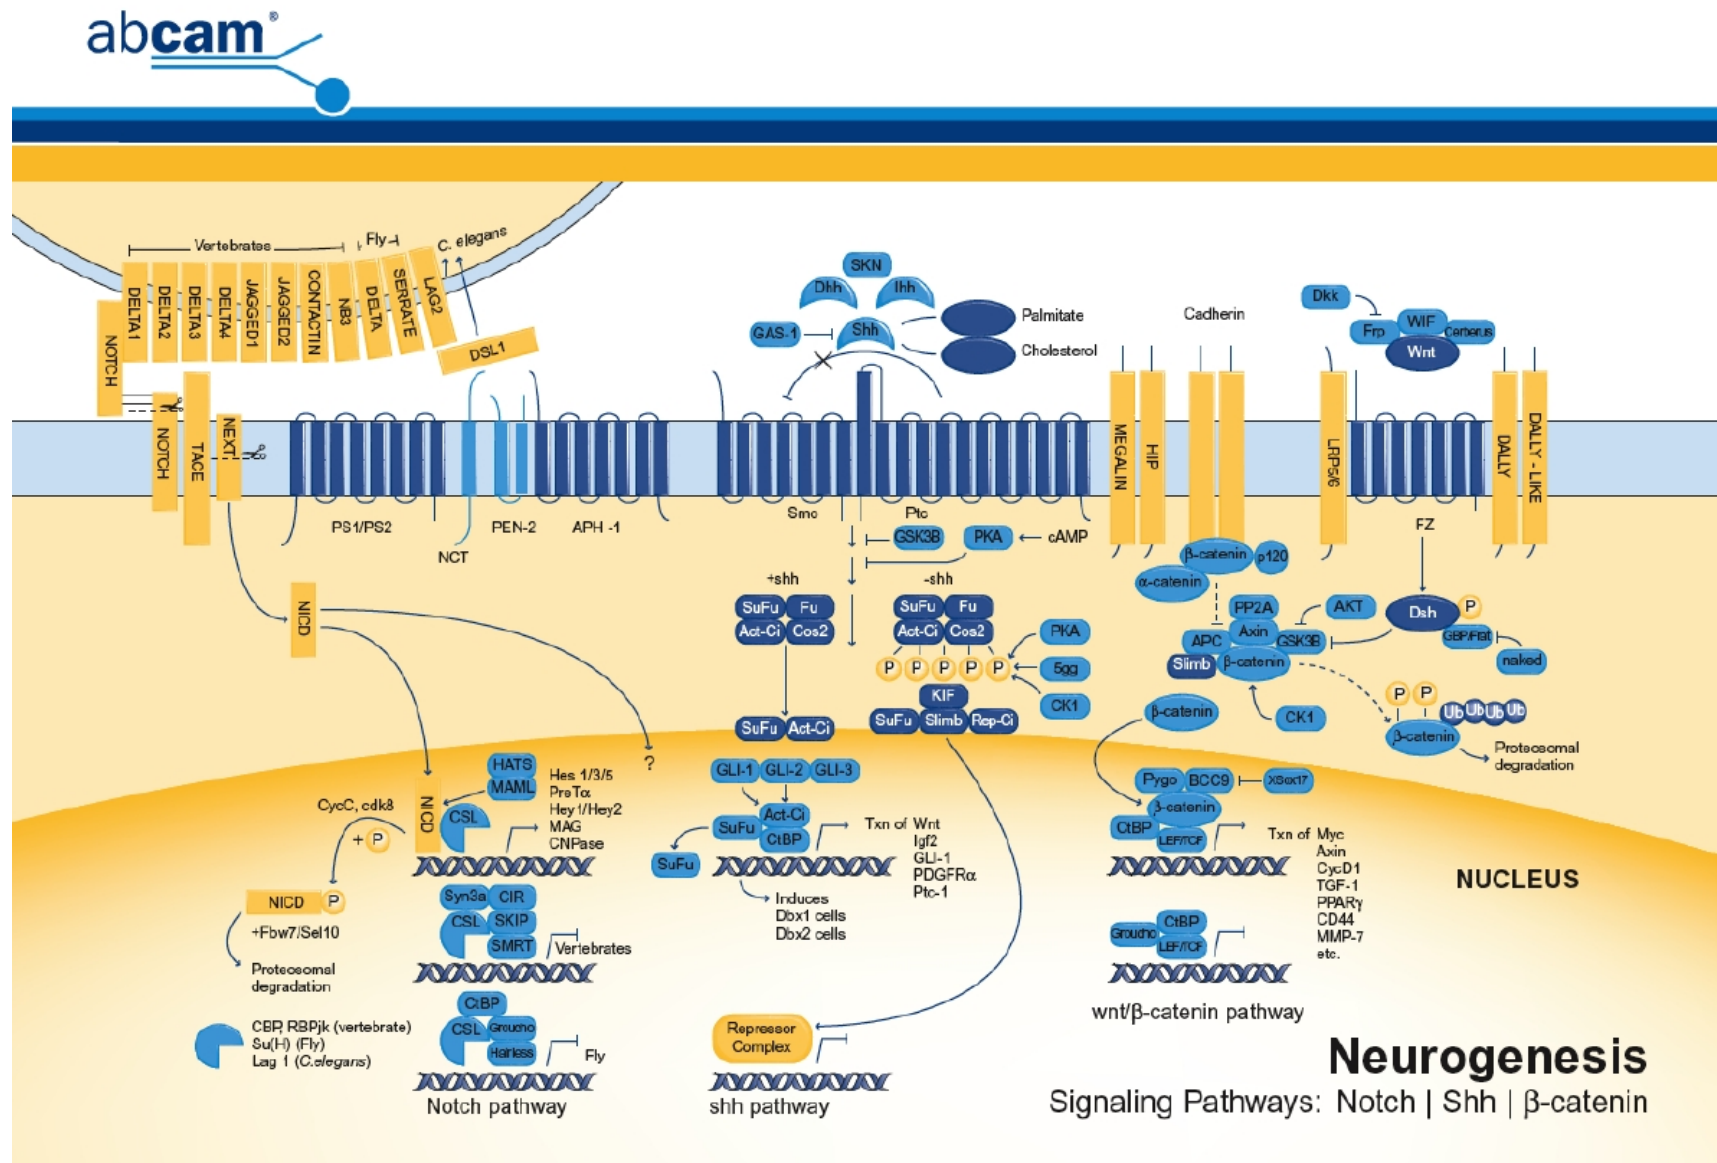 abcam®
Vertebrates
Fly
C. elegans
NOTCH
DELTA1
DELTA2
DELTA3
DELTA4
JAGGED1
JAGGED2
CONTACTIN
NB3
DELTA
SERRATE
LAG2
DSL1
NOTCH
TACE
NEXT
PS1/PS2
NCT
PEN-2
APH -1
NICD
?
SKN
Dhh
Ihh
GAS-1
Shh
Palmitate
Cholesterol
Smo
Ptc
GSK3B
PKA
cAMP
+shh
-shh
SuFu
Fu
Act-Ci
Cos2
SuFu
Fu
Act-Ci
Cos2
P
P
P
P
P
PKA
5gg
CK1
KIF
SuFu
Slimb
Rep-Ci
SuFu
Act-Ci
Cadherin
MEGALIN
HIP
β-catenin
p120
α-catenin
PP2A
Axin
APC
GSK3B
Slimb
β-catenin
AKT
CK1
Dkk
Frp
WIF
Cerberus
Wnt
LRP5/6
FZ
DALLY
DALLY - LIKE
Dsh
P
GBP/Frat
naked
P
P
Ub
Ub
Ub
Ub
β-catenin
Proteosomal
degradation
β-catenin
HATS
MAML
NICD
CSL
Hes 1/3/5
PreTα
Hey1/Hey2
MAG
CNPase
CycC, cdk8
+ P
NICD
P
+Fbw7/Sel10
Proteosomal
degradation
Syn3a
CIR
CSL
SKIP
SMRT
Vertebrates
CtBP
CSL
Groucho
Hairless
Fly
CBP, RBPjk (vertebrate)
Su(H) (Fly)
Lag 1 (C.elegans)
Notch pathway
GLI-1
GLI-2
GLI-3
Act-Ci
SuFu
CtBP
SuFu
Txn of Wnt
Igf2
GLI-1
PDGFRα
Ptc-1
Induces
Dbx1 cells
Dbx2 cells
Repressor
Complex
shh pathway
Pygo
BCC9
XSox17
β-catenin
CtBP
LEF/TCF
Txn of Myc
Axin
CycD1
TGF-1
PPARγ
CD44
MMP-7
etc.
CtBP
Groucho
LEF/TCF
wnt/β-catenin pathway
NUCLEUS
Neurogenesis
Signaling Pathways: Notch | Shh | β-catenin